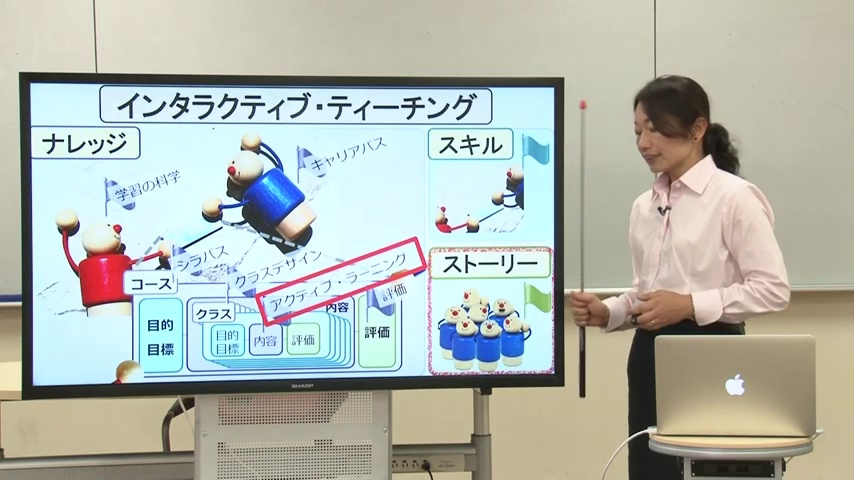 インタラクティブ・ティーチング
ナレッジ
スキル
キャリアパス
学習の科学
シラバス
クラスデザイン
アクティブ・ラーニング
評価
ストーリー
コース
目的
目標
クラス
内容
目的
目標
内容
評価
評価
SHARP